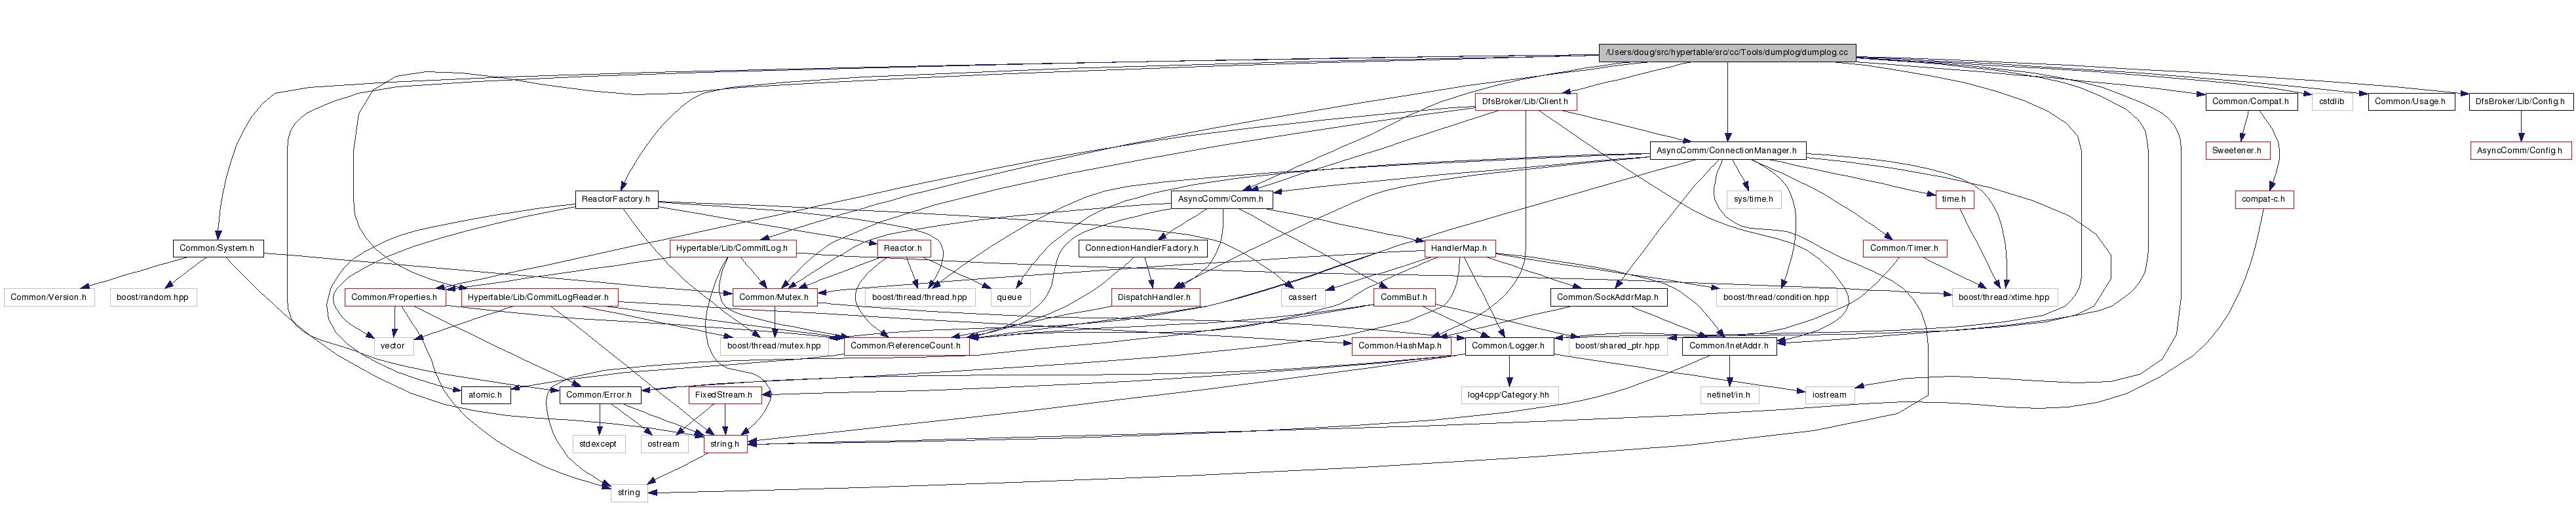 /Users/doug/src/hypertable/src/cc/Tools/dumplog/dumplog.cc
DfsBroker/Lib/Client.h
Common/Compat.h
cstdlib
Common/Usage.h
DfsBroker/Lib/Config.h
AsyncComm/ConnectionManager.h
Sweetener.h
AsyncComm/Config.h
ReactorFactory.h
AsyncComm/Comm.h
sys/time.h
time.h
compat-c.h
Common/System.h
Hypertable/Lib/CommitLog.h
Reactor.h
ConnectionHandlerFactory.h
HandlerMap.h
Common/Timer.h
Common/Version.h
boost/random.hpp
Common/Properties.h
Hypertable/Lib/CommitLogReader.h
Common/Mutex.h
boost/thread/thread.hpp
queue
DispatchHandler.h
cassert
CommBuf.h
Common/SockAddrMap.h
boost/thread/condition.hpp
boost/thread/xtime.hpp
vector
boost/thread/mutex.hpp
Common/ReferenceCount.h
Common/HashMap.h
Common/Logger.h
boost/shared_ptr.hpp
Common/InetAddr.h
atomic.h
Common/Error.h
FixedStream.h
log4cpp/Category.hh
netinet/in.h
iostream
stdexcept
ostream
string.h
string